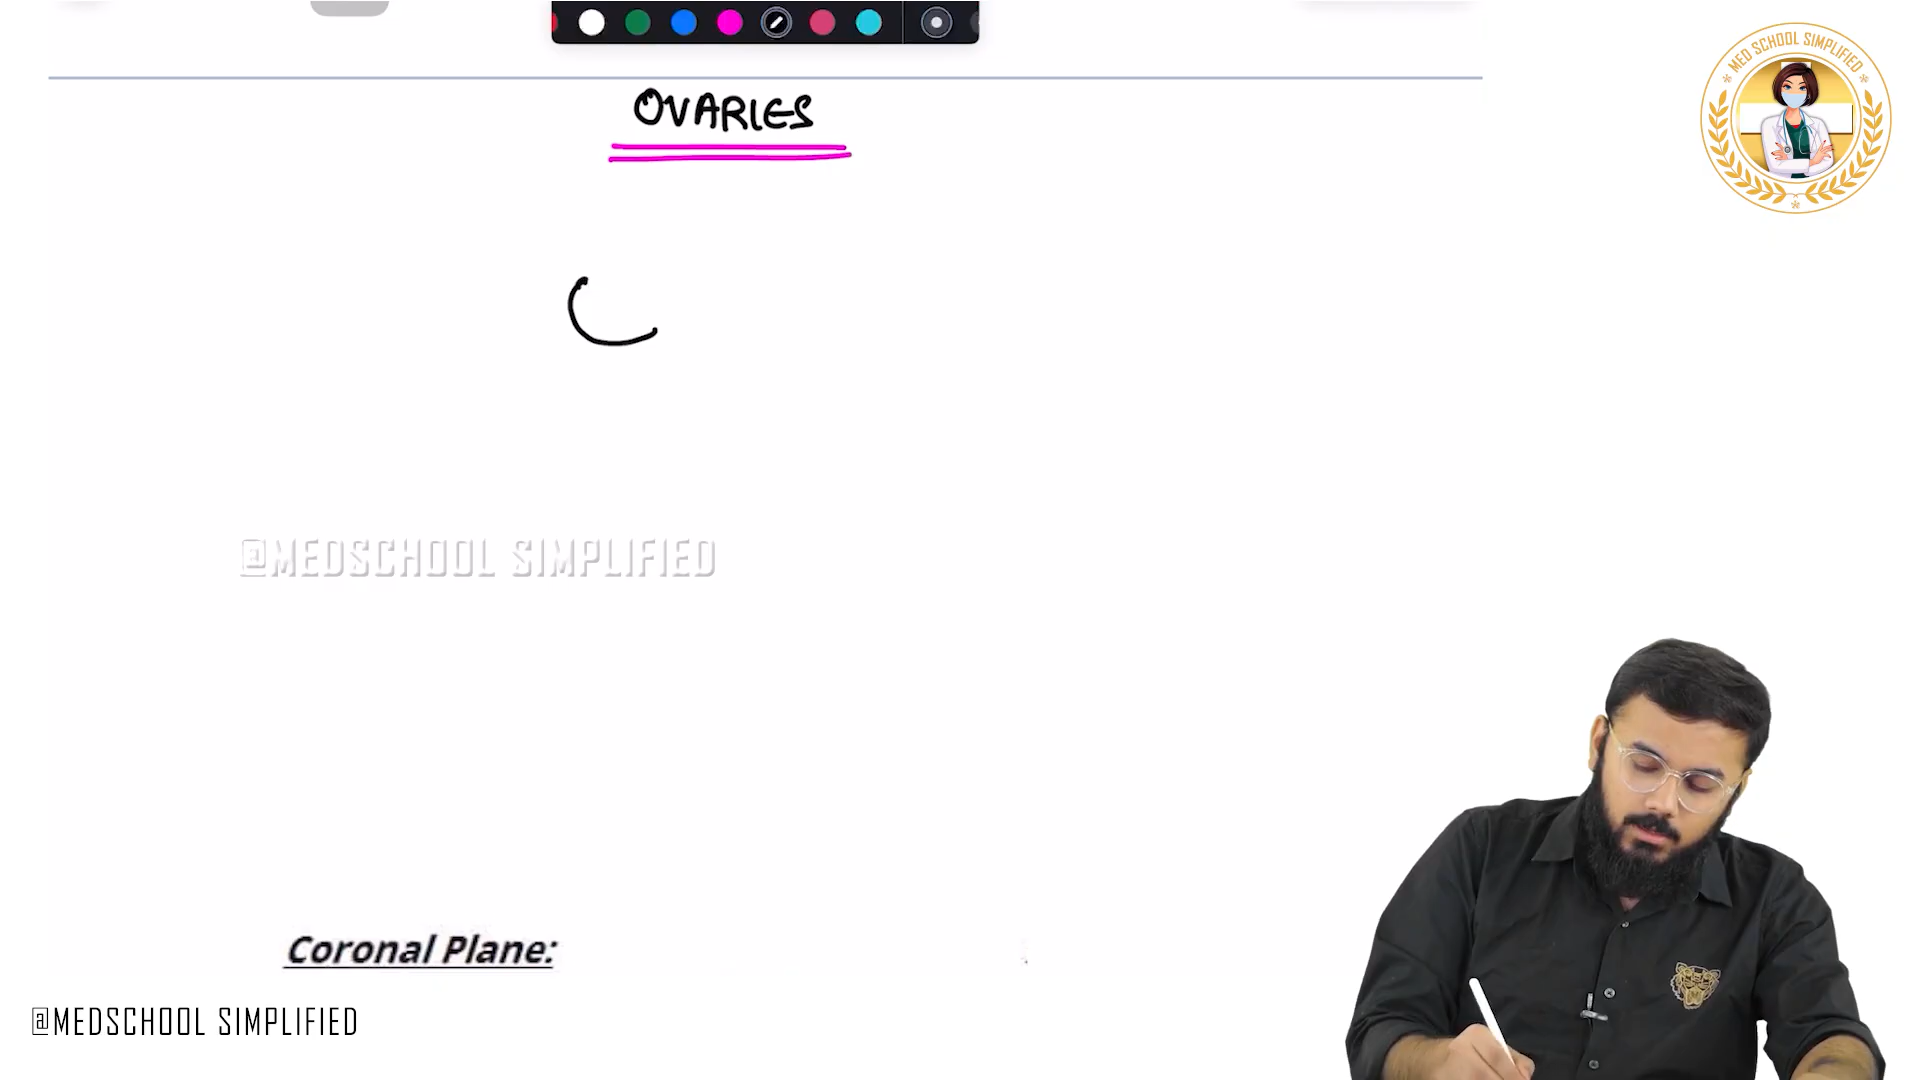 MED SCHOOL SIMPLIFIED
OVARIES
@MEDSCHOOL SIMPLIFIED
Coronal Plane:
@MEDSCHOOL SIMPLIFIED